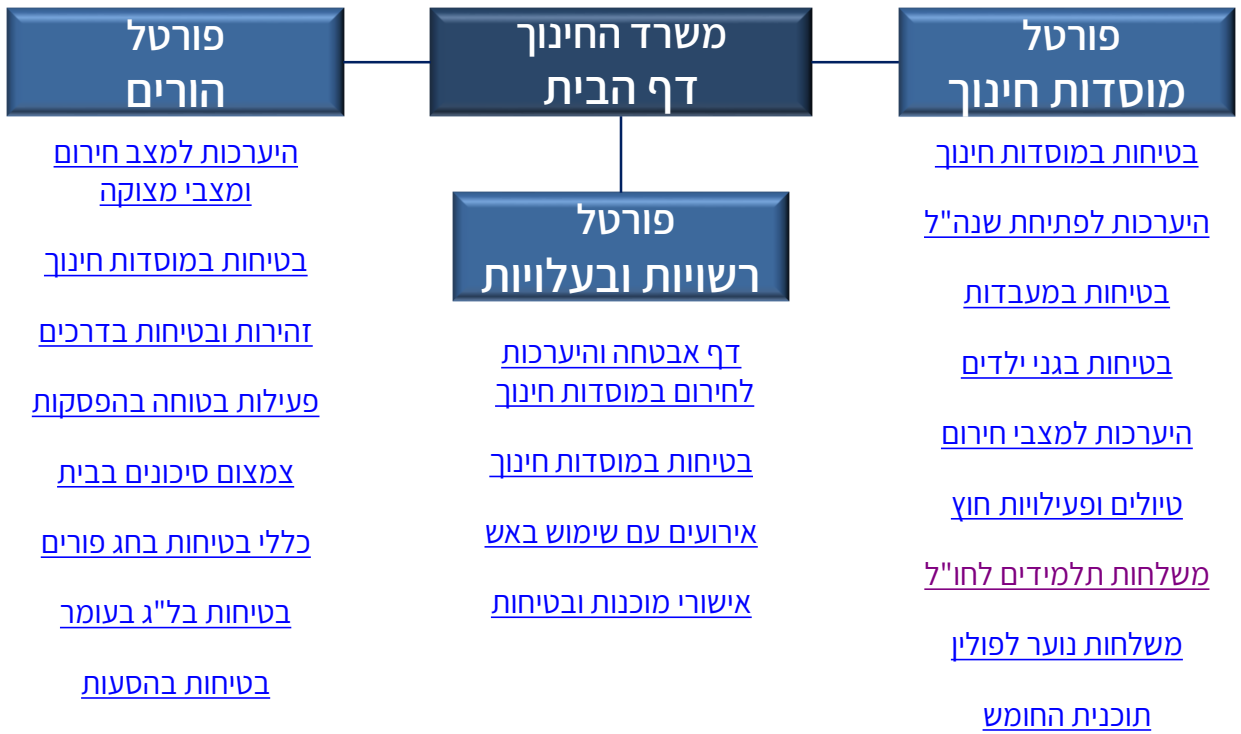 פורטל
מוסדות חינוך
בטיחות במוסדות חינוך
היערכות לפתיחת שנה"ל
בטיחות במעבדות
בטיחות בגני ילדים
היערכות למצבי חירום
טיולים ופעילויות חוץ
משלחות תלמידים לחו"ל
משלחות נוער לפולין
תוכנית החומש
משרד החינוך
דף הבית
פורטל
רשויות ובעלויות
דף אבטחה והיערכות
לחירום במוסדות חינוך
בטיחות במוסדות חינוך
אירועים עם שימוש באש
אישורי מוכנות ובטיחות
פורטל
הורים
היערכות למצב חירום
ומצבי מצוקה
בטיחות במוסדות חינוך
זהירות ובטיחות בדרכים
פעילות בטוחה בהפסקות
צמצום סיכונים בבית
כללי בטיחות בחג פורים
בטיחות בל"ג בעומר
בטיחות בהסעות